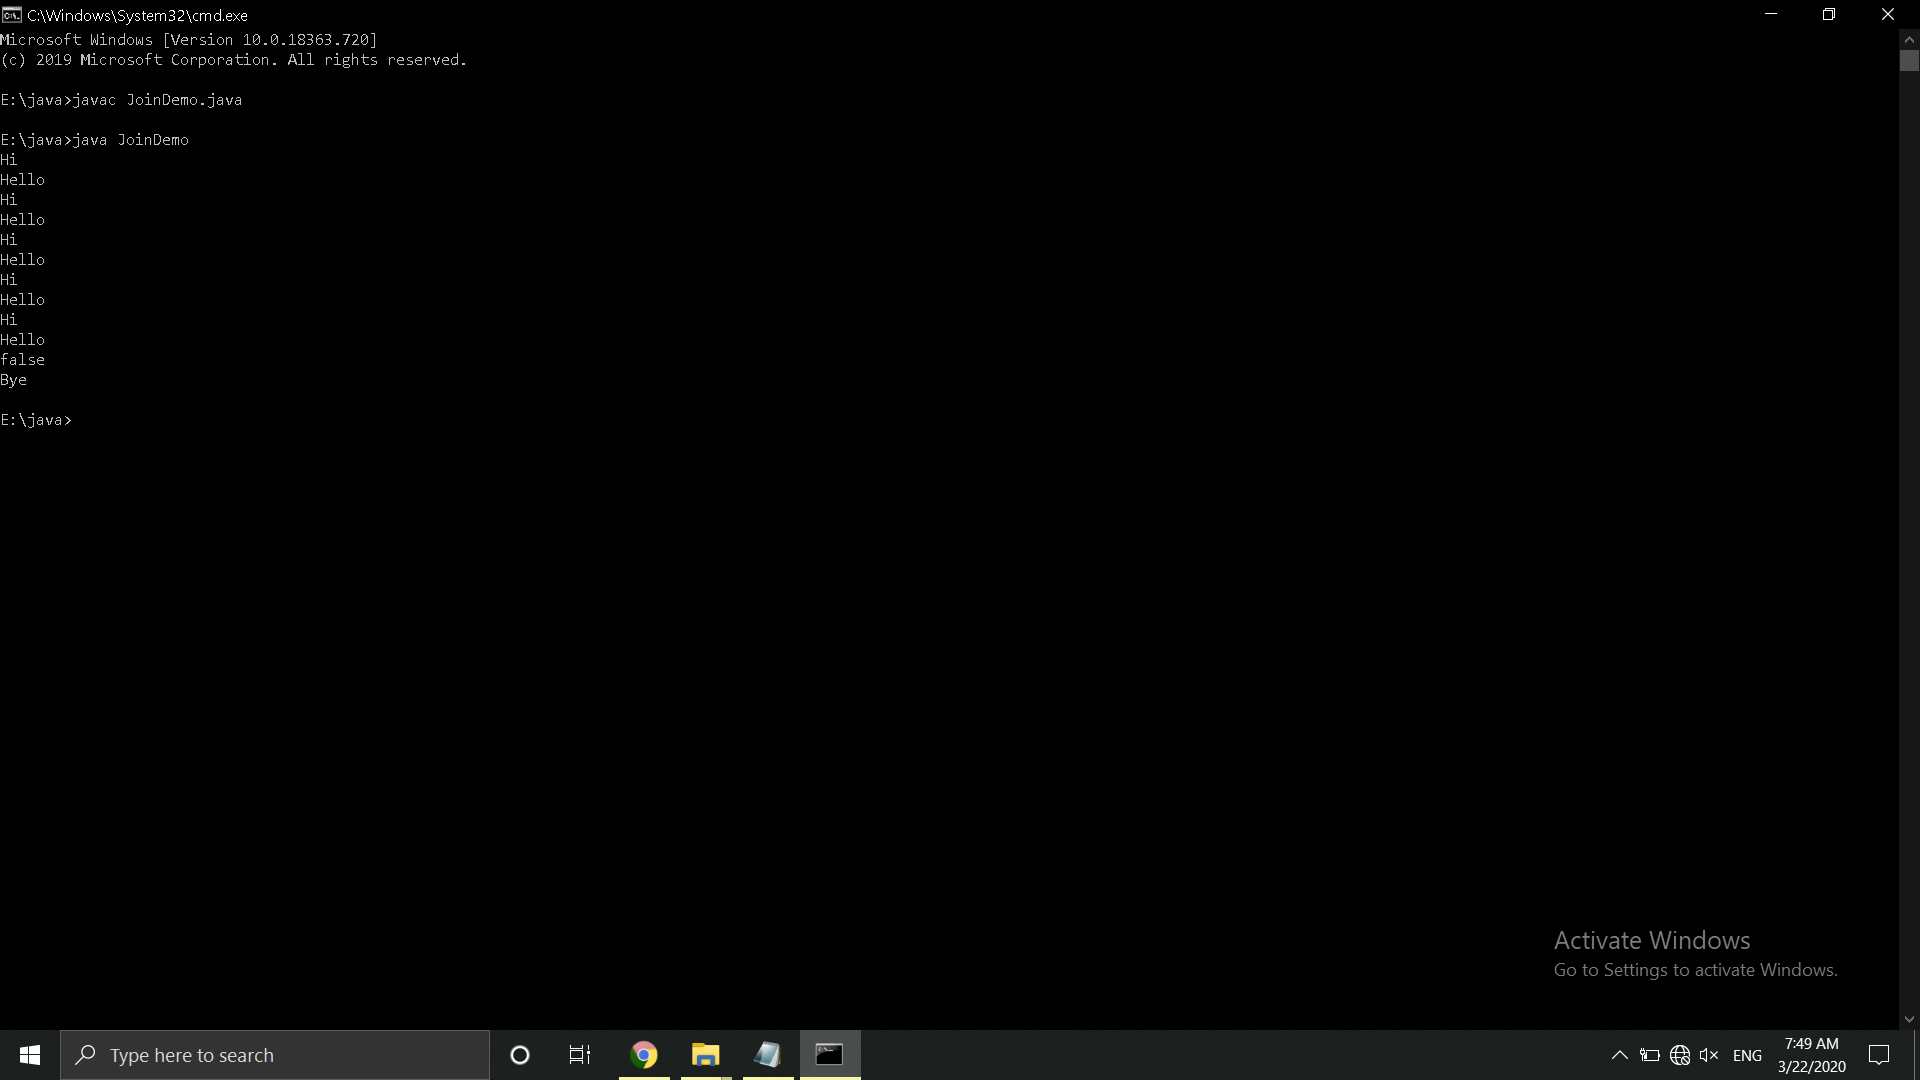 C:\Windows\System32\cmd.exe
Microsoft Windows [Version 10.0.18363.720]
(c) 2019 Microsoft Corporation. All rights reserved.
E:\java>javac JoinDemo.java
E:\java>java JoinDemo
Hi
Hello
Hi
Hello
Hi
Hello
Hi
Hello
Hi
Hello
false
Bye
E:\java>
Activate Windows
Go to Settings to activate Windows.
Type here to search
ENG
7:49 AM
3/22/2020